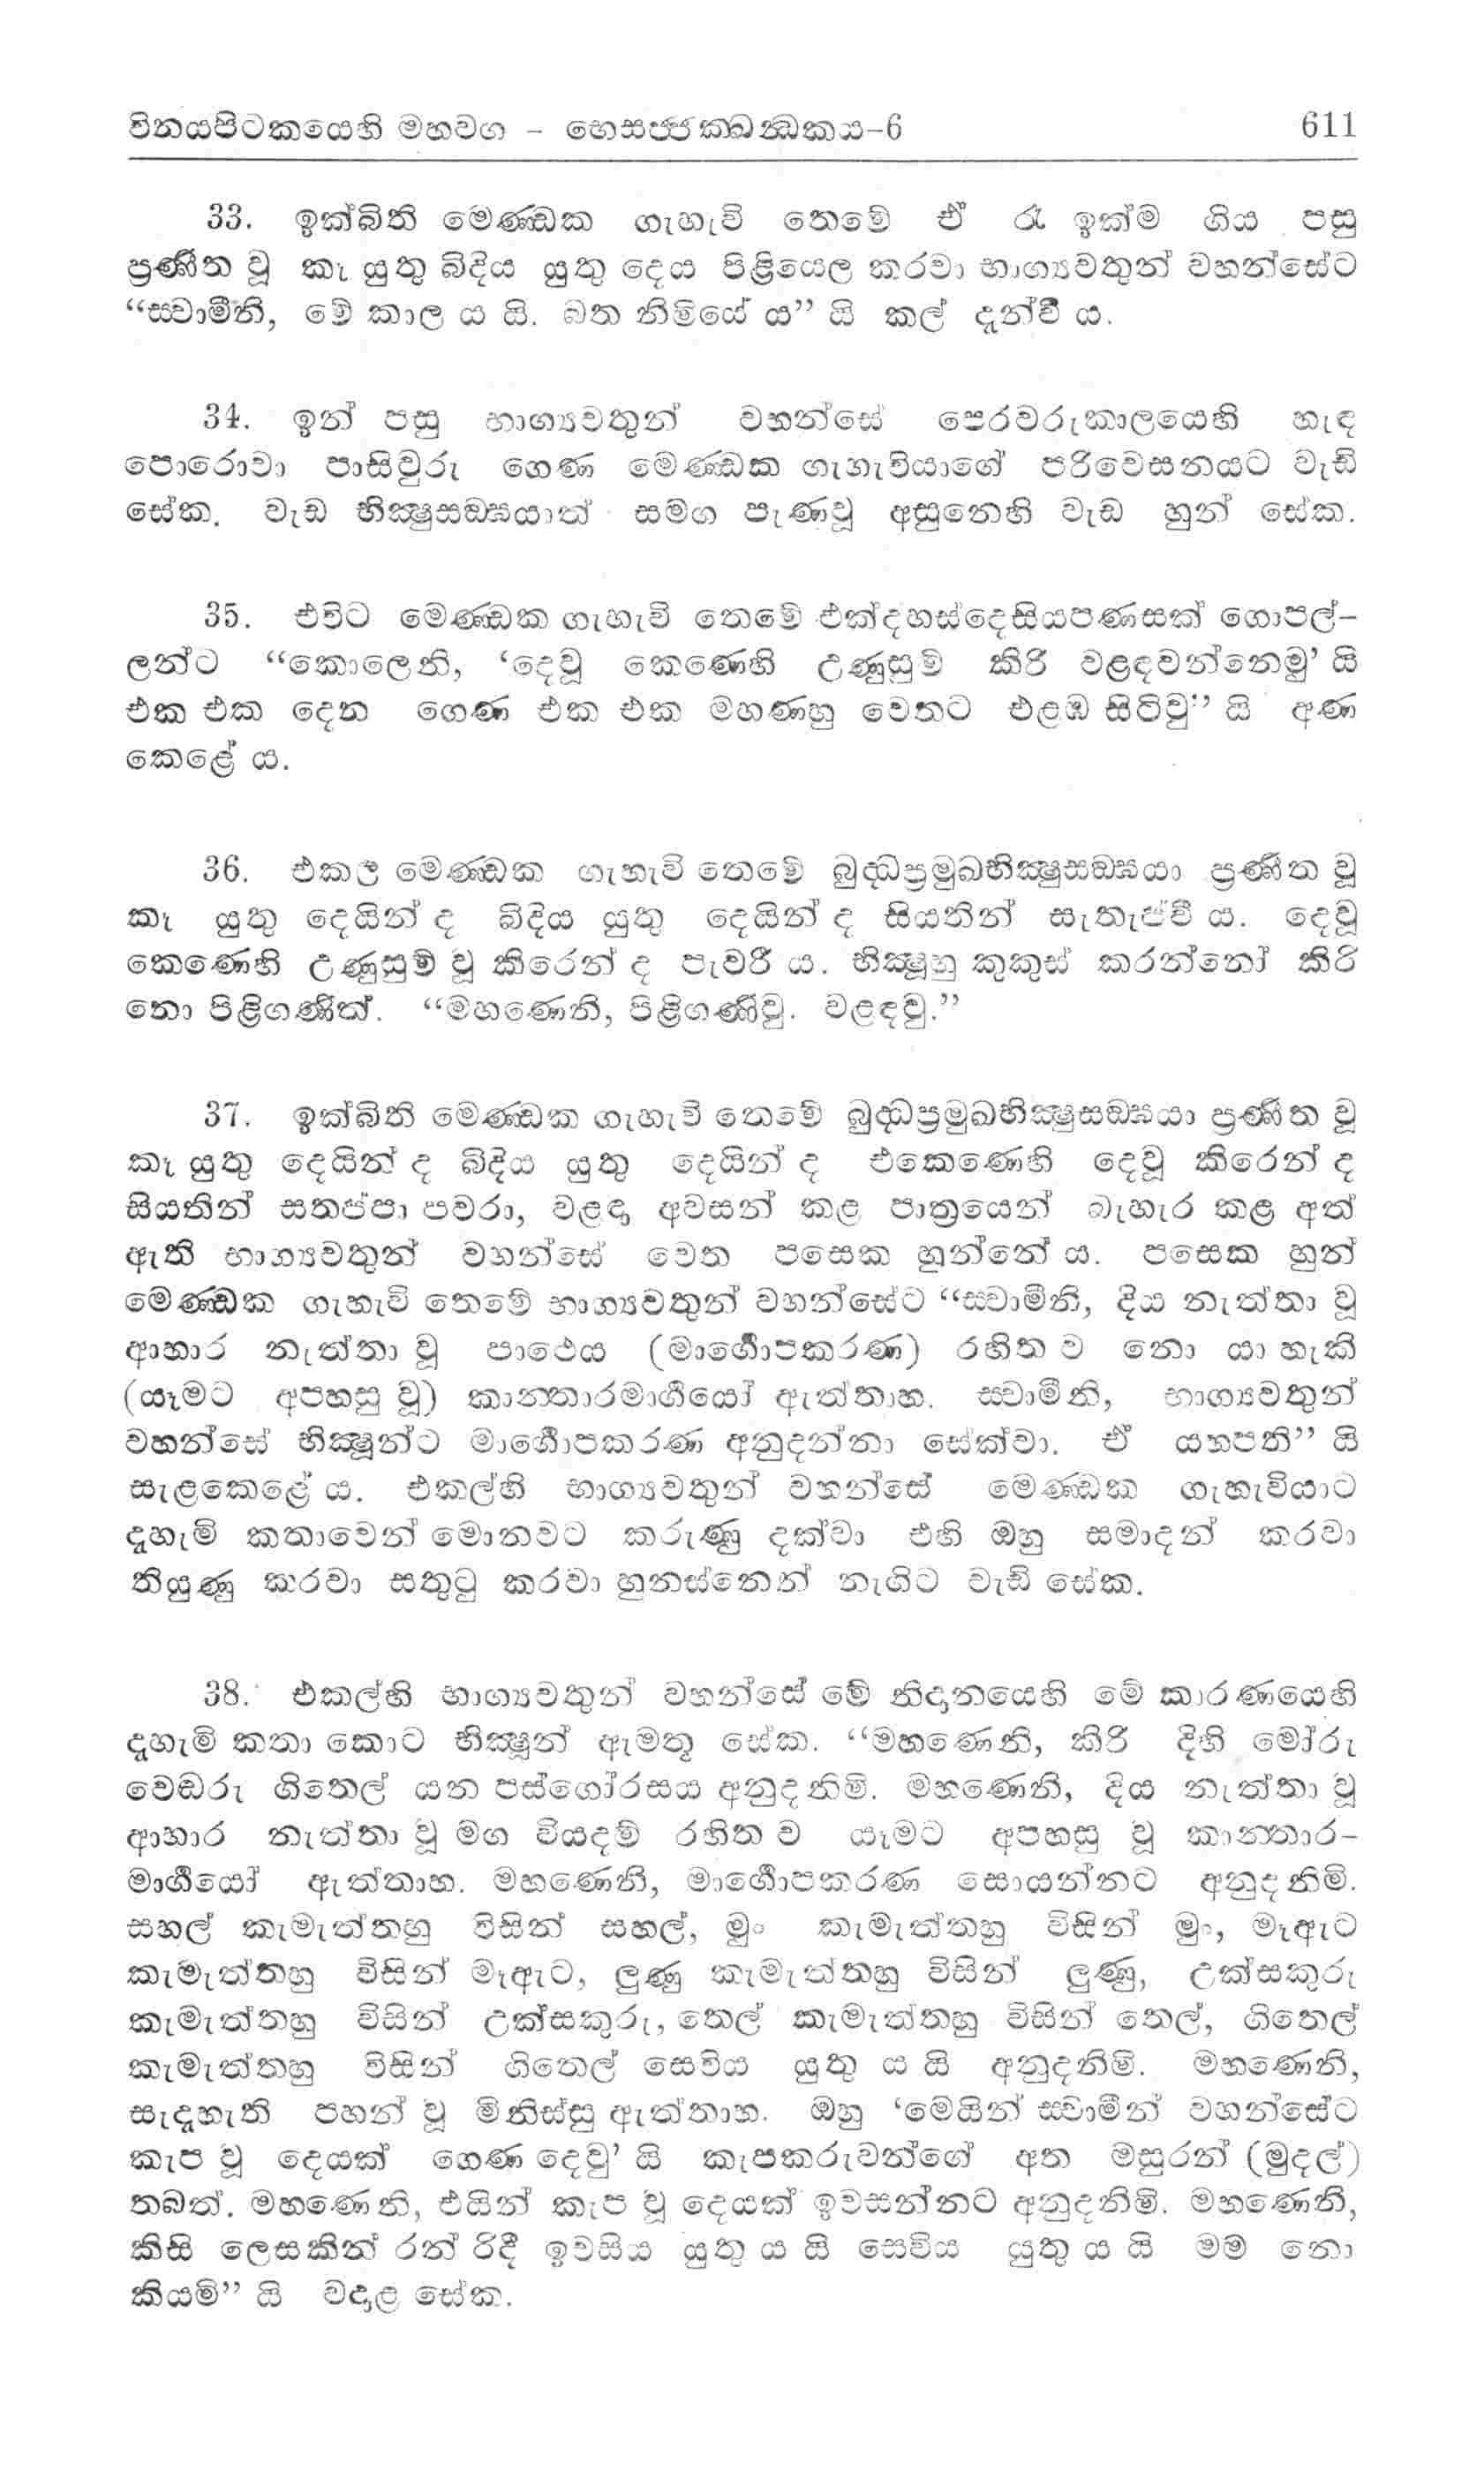 විනයපිටකයෙහි මහවග - භෙසජ්ජක්ඛන්ධකය-6 611
33. ඉක්බිති මෙණ්ඩක ගැහැවි තෙමේ ඒ රෑ ඉක්ම ගිය පසු
ප්‍රණීත වූ කෑ යුතු බිදිය යුතු දෙය පිළියෙල කරවා භාග්‍යවතුන් වහන්සේට
“ස්වාමීනි, මේ කාල ය යි. බත නිමියේ ය” යි කල් දැන්වී ය.
34. ඉන් පසු භාග්‍යවතුන් වහන්සේ පෙරවරුකාලයෙහි හැඳ
පොරොවා පාසිවුරු ගෙණ මෙණ්ඩක ගැහැවියාගේ පරිවෙසනයට වැඩි
සේක. වැඩ භික්‍ෂුසඞ්ඝයාත් සමග පැණවූ අසුනෙහි වැඩ හුන් සේක.
35. එවිට මෙණ්ඩක ගැහැවි තෙමේ එක්දහස්දෙසියපණසක් ගොපල්-
ලන්ට “කොලෙනි, ‘දෙවූ කෙණෙහි උණුසුම් කිරි වළඳවන්නෙමු’ යි
එක එක දෙන ගෙණ එක එක මහණහු වෙතට එළඹ සිටිවු” යි අණ
කෙළේ ය.
36. එකල මෙණ්ඩක ගැහැවි තෙමේ බුද්ධප්‍රමුඛභික්‍ෂුසඞ්ඝයා ප්‍රණීත වූ
කෑ යුතු දෙයින් ද බිදිය යුතු දෙයින් ද සියතින් සැතැප්වී ය. දෙවූ
කෙණෙහි උණුසුම් වූ කිරෙන් ද පැවරී ය. භික්‍ෂූහු කුකුස් කරන්නෝ කිරි
නො පිළිගණිත්. “මහණෙනි, පිළිගණිවු. වළඳවු.”
37. ඉක්බිති මෙණ්ඩක ගැහැවි තෙමේ බුද්ධප්‍රමුඛභික්‍ෂුසඞ්ඝයා ප්‍රණීත වූ
කෑ යුතු දෙයින් ද බිදිය යුතු දෙයින් ද එකෙණෙහි දෙවූ කිරෙන් ද
සියතින් සතප්පා පවරා, වළඳා අවසන් කළ පාත්‍රයෙන් බැහැර කළ අත්
ඇති භාග්‍යවතුන් වහන්සේ වෙත පසෙක හුන්නේ ය. පසෙක හුන්
මෙණ්ඩක ගැහැවි තෙමේ භාග්‍යවතුන් වහන්සේට “ස්වාමීනි, දිය නැත්තා වූ
ආහාර නැත්තා වූ පාථෙය (මාර්ගොපකරණ) රහිත ව නො යා හැකි
(යෑමට අපහසු වූ) කාන්තාරමාර්ගයෝ ඇත්තාහ. ස්වාමීනි, භාග්‍යවතුන්
වහන්සේ භික්‍ෂූන්ට මාර්ගොපකරණ අනුදන්නා සේක්වා. ඒ යහපති” යි
සැළකෙළේ ය. එකල්හි භාග්‍යවතුන් වහන්සේ මෙණ්ඩක ගැහැවියාට
දැහැමි කතාවෙන් මොනවට කරුණු දක්වා එහි ඔහු සමාදන් කරවා
තියුණු කරවා සතුටු කරවා හුනස්නෙන් නැගිට වැඩි සේක.
38. එකල්හි භාග්‍යවතුන් වහන්සේ මේ නිදානයෙහි මේ කාරණයෙහි
දැහැමි කතා කොට භික්‍ෂූන් ඇමතූ සේක. “මහණෙනි, කිරි දිහි මෝරු
වෙඬරු ගිතෙල් යන පස්ගෝරසය අනුදනිමි. මහණෙනි, දිය නැත්තා වූ
ආහාර නැත්තා වූ මග වියදම් රහිත ව යෑමට අපහසු වූ කාන්තාර-
මාර්ගයෝ ඇත්තාහ. මහණෙනි, මාර්ගොපකරණ සොයන්නට අනුදනිමි.
සහල් කැමැත්තහු විසින් සහල්, මුං කැමැත්තහු විසින් මුං, මෑඇට
කැමැත්තහු විසින් මෑඇට, ලුණු කැමැත්තහු විසින් ලුණු, උක්සකුරු
කැමැත්තහු විසින් උක්සකුරු, තෙල් කැමැත්තහු විසින් තෙල්, ගිතෙල්
කැමැත්තහු විසින් ගිතෙල් සෙවිය යුතු ය යි අනුදනිමි. මහණෙනි,
සැදැහැති පහන් වූ මිනිස්සු ඇත්තාහ. ඔහු ‘මෙයින් ස්වාමීන් වහන්සේට
කැප වූ දෙයක් ගෙණ දෙවු’ යි කැපකරුවන්ගේ අත මසුරන් (මුදල්)
තබත්. මහණෙනි, එයින් කැප වූ දෙයක් ඉවසන්නට අනුදනිමි. මහණෙනි,
කිසි ලෙසකින් රන් රිදී ඉවසිය යුතු ය යි සෙවිය යුතු ය යි මම නො
කියමි” යි වදාළ සේක.